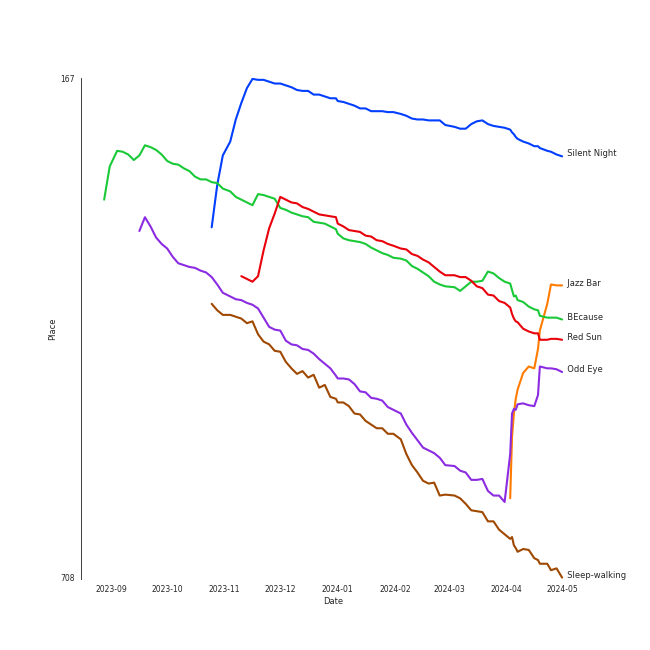 167
Silent Night
Jazz Bar
BEcause
Red Sun
Odd Eye
Place
Sleep-walking
708
2023-09 2023-10 2023-11 2023-12 2024-01 2024-02 2024-03 2024-04 2024-05
Date